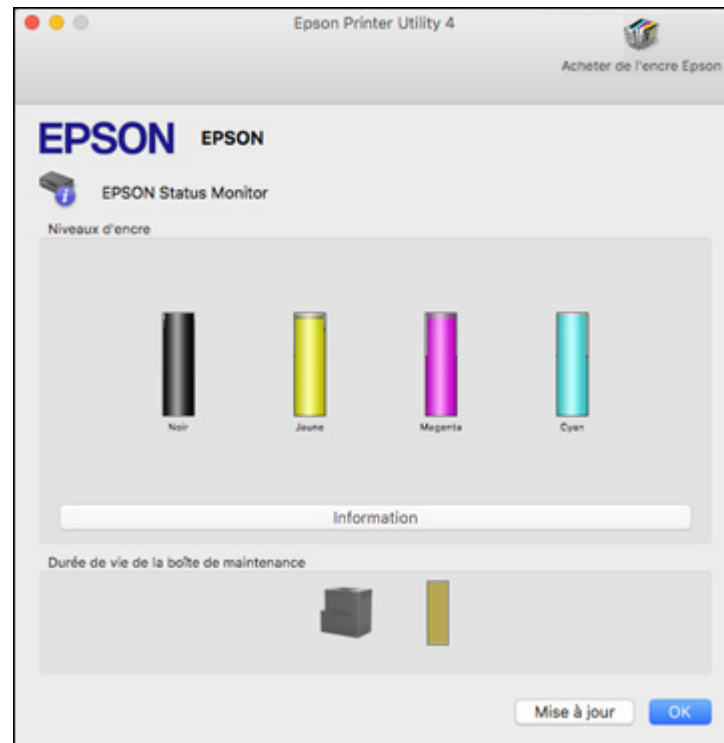 Epson Printer Utility 4
Acheter de l'encre Epson
EPSON EPSON
EPSON Status Monitor
Niveaux d'encre
Noir Jaune Magenta Cyan
Information
Durée de vie de la boîte de maintenance
Mise à jour OK